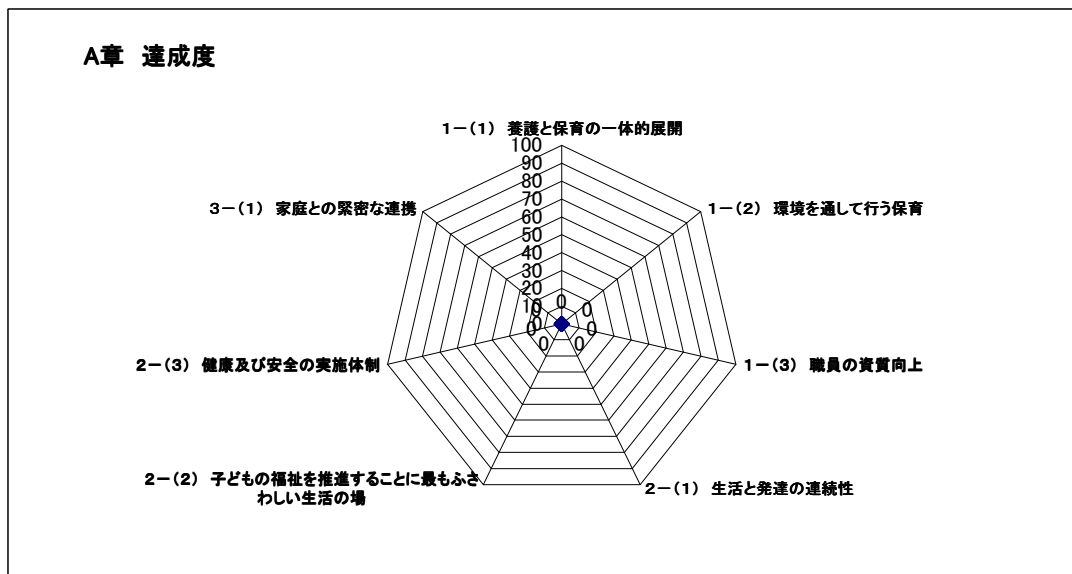 A章 達成度
1－(1) 養護と保育の一体的展開
100
90
80
70
60
50
40
30
20
10
0
3－(1) 家庭との緊密な連携
1－(2) 環境を通して行う保育
0
0
0
0
0
0
0
2－(3) 健康及び安全の実施体制
1－(3) 職員の資質向上
2－(2) 子どもの福祉を推進することに最もふさ
わしい生活の場
2－(1) 生活と発達の連続性